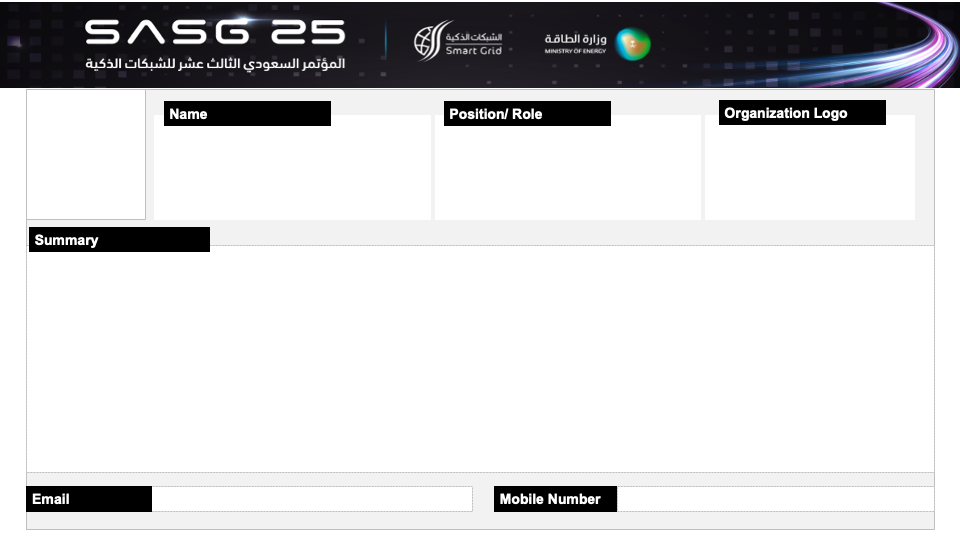 SASG 25
المؤتمر السعودي الثالث عشر للشبكات الذكية
الشبكات الذكية
Smart Grid
وزارة الطاقة
MINISTRY OF ENERGY
Name
Position/ Role
Organization Logo
Summary
Email
Mobile Number